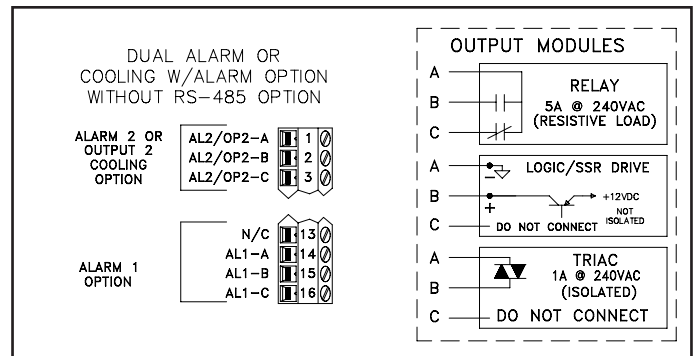 DUAL ALARM OR
COOLING W/ALARM OPTION
WITHOUT RS-485 OPTION
ALARM 2 OR
OUTPUT 2
COOLING
OPTION
AL2/OP2-A 1
AL2/OP2-B 2
AL2/OP2-C 3
ALARM 1
OPTION
N/C 13
AL1-A 14
AL1-B 15
AL1-C 16
OUTPUT MODULES
A
B
C
RELAY
5A @ 240VAC
(RESISTIVE LOAD)
A
B
C
LOGIC/SSR DRIVE
-
+
+12VDC
NOT
ISOLATED
DO NOT CONNECT
A
B
C
TRIAC
1A @ 240VAC
(ISOLATED)
DO NOT CONNECT